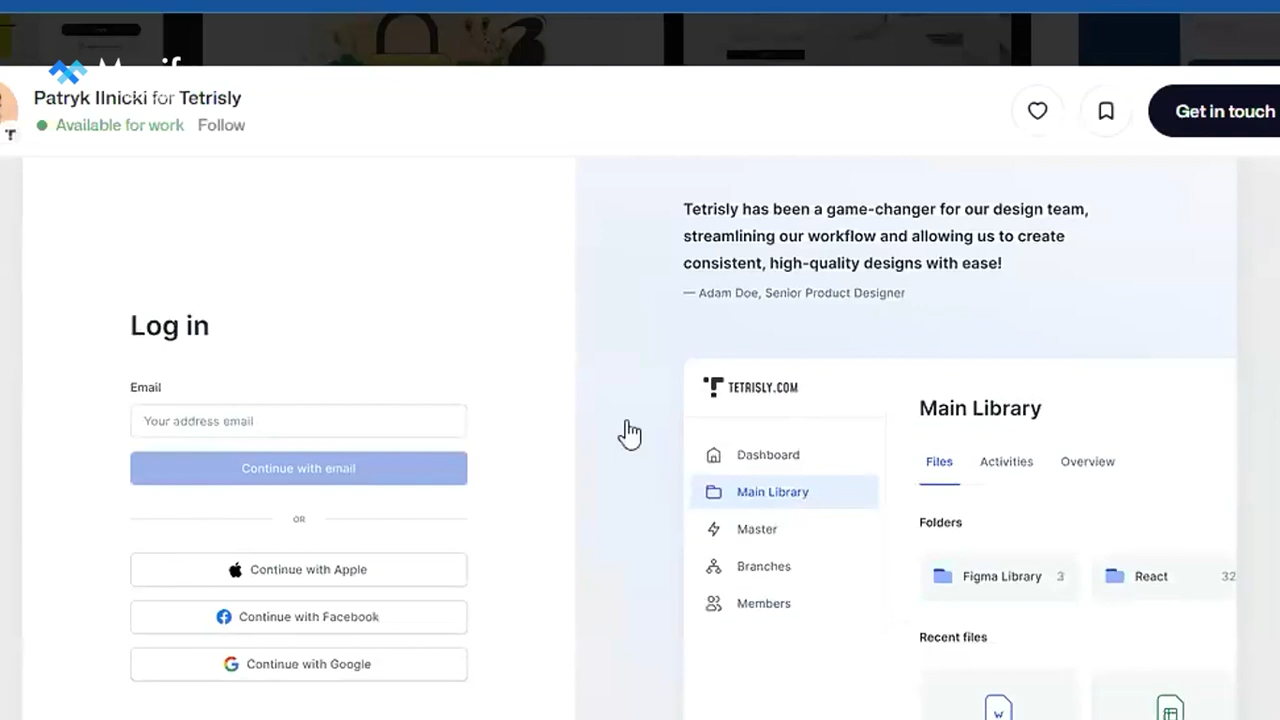 Patryk Ilnicki for Tetrisly
Available for work Follow
Get in touch
Log in
Email
Your address email
Continue with email
OR
Continue with Apple
Continue with Facebook
Continue with Google
Tetrisly has been a game-changer for our design team,
streamlining our workflow and allowing us to create
consistent, high-quality designs with ease!
— Adam Doe, Senior Product Designer
TETRISLY.COM
Dashboard
Main Library
Master
Branches
Members
Main Library
Files Activities Overview
Folders
Figma Library 3
React 32
Recent files
W